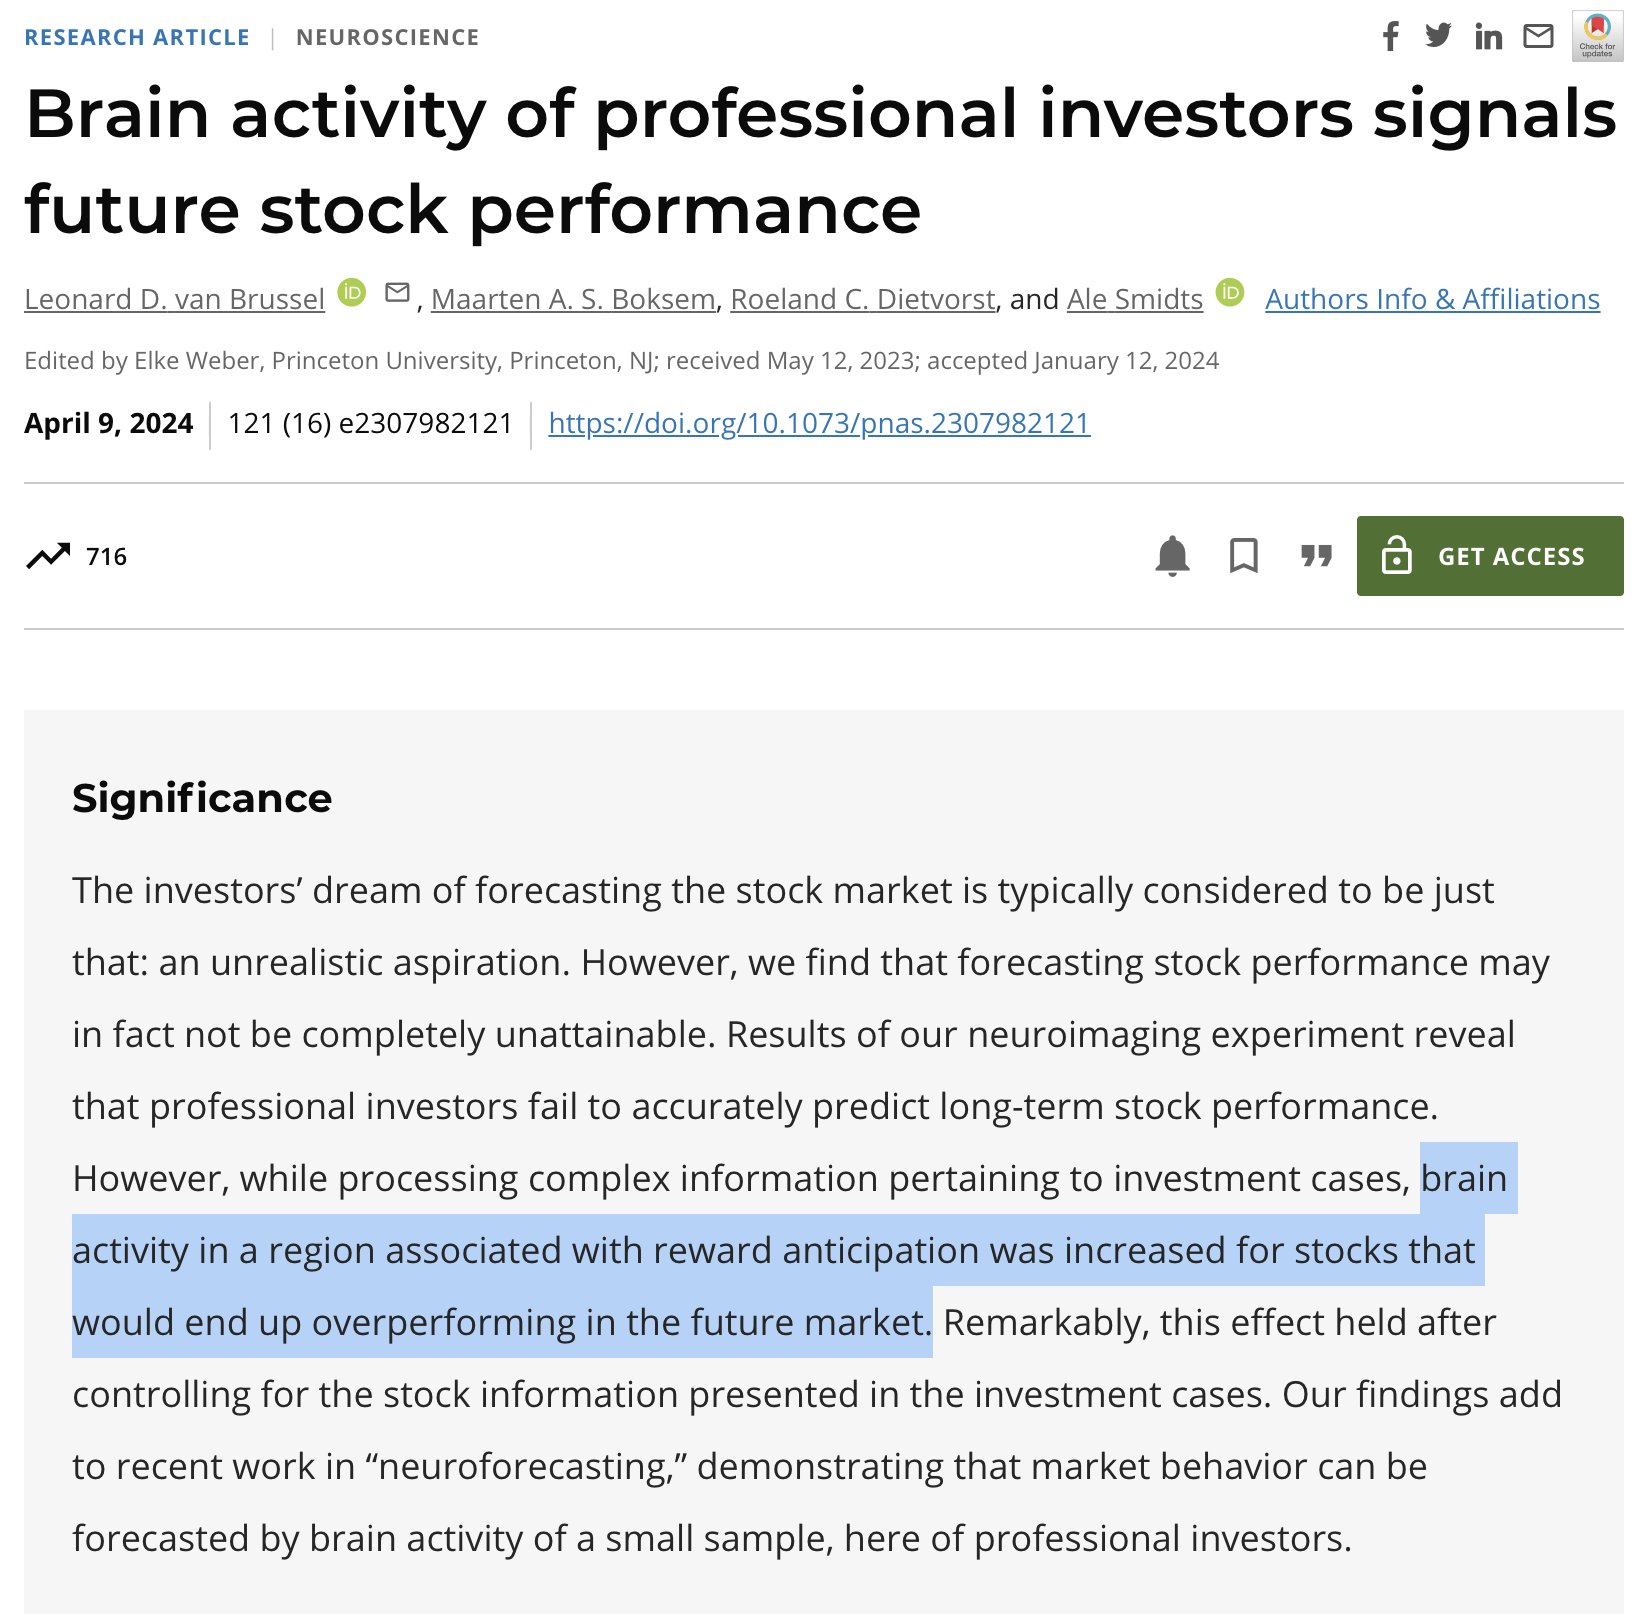 RESEARCH ARTICLE | NEUROSCIENCE
Check for
updates
Brain activity of professional investors signals
future stock performance
Leonard D. van Brussel iD , Maarten A. S. Boksem, Roeland C. Dietvorst, and Ale Smidts iD Authors Info & Affiliations
Edited by Elke Weber, Princeton University, Princeton, NJ; received May 12, 2023; accepted January 12, 2024
April 9, 2024 | 121 (16) e2307982121 | https://doi.org/10.1073/pnas.2307982121
716
GET ACCESS
Significance
The investors’ dream of forecasting the stock market is typically considered to be just
that: an unrealistic aspiration. However, we find that forecasting stock performance may
in fact not be completely unattainable. Results of our neuroimaging experiment reveal
that professional investors fail to accurately predict long-term stock performance.
However, while processing complex information pertaining to investment cases, brain
activity in a region associated with reward anticipation was increased for stocks that
would end up overperforming in the future market. Remarkably, this effect held after
controlling for the stock information presented in the investment cases. Our findings add
to recent work in “neuroforecasting,” demonstrating that market behavior can be
forecasted by brain activity of a small sample, here of professional investors.